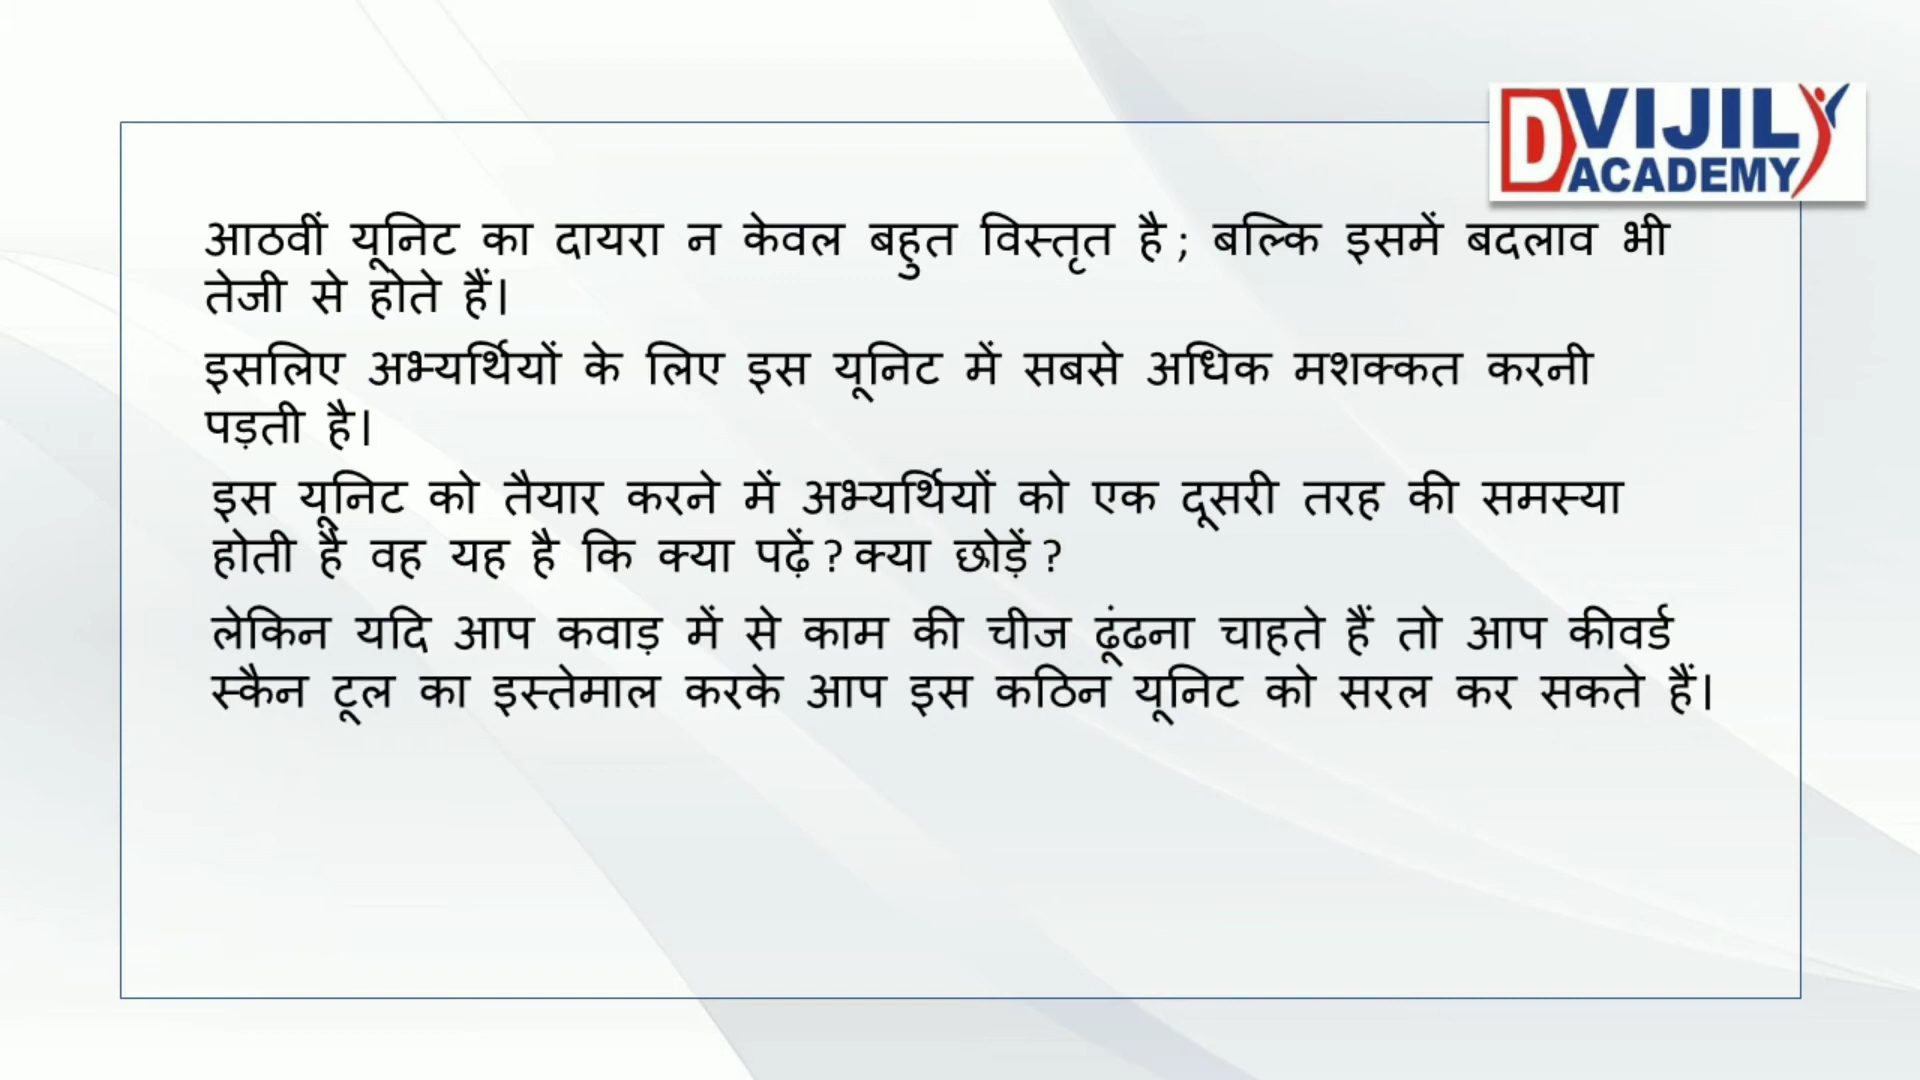 DVIJILY
ACADEMY
आठवीं यूनिट का दायरा न केवल बहुत विस्तृत है ; बल्कि इसमें बदलाव भी
तेजी से होते हैं।
इसलिए अभ्यर्थियों के लिए इस यूनिट में सबसे अधिक मशक्कत करनी
पड़ती है।
इस यूनिट को तैयार करने में अभ्यर्थियों को एक दूसरी तरह की समस्या
होती है वह यह है कि क्या पढ़ें ? क्या छोड़ें ?
लेकिन यदि आप कवाड़ में से काम की चीज ढूंढना चाहते हैं तो आप कीवर्ड
स्कैन टूल का इस्तेमाल करके आप इस कठिन यूनिट को सरल कर सकते हैं।